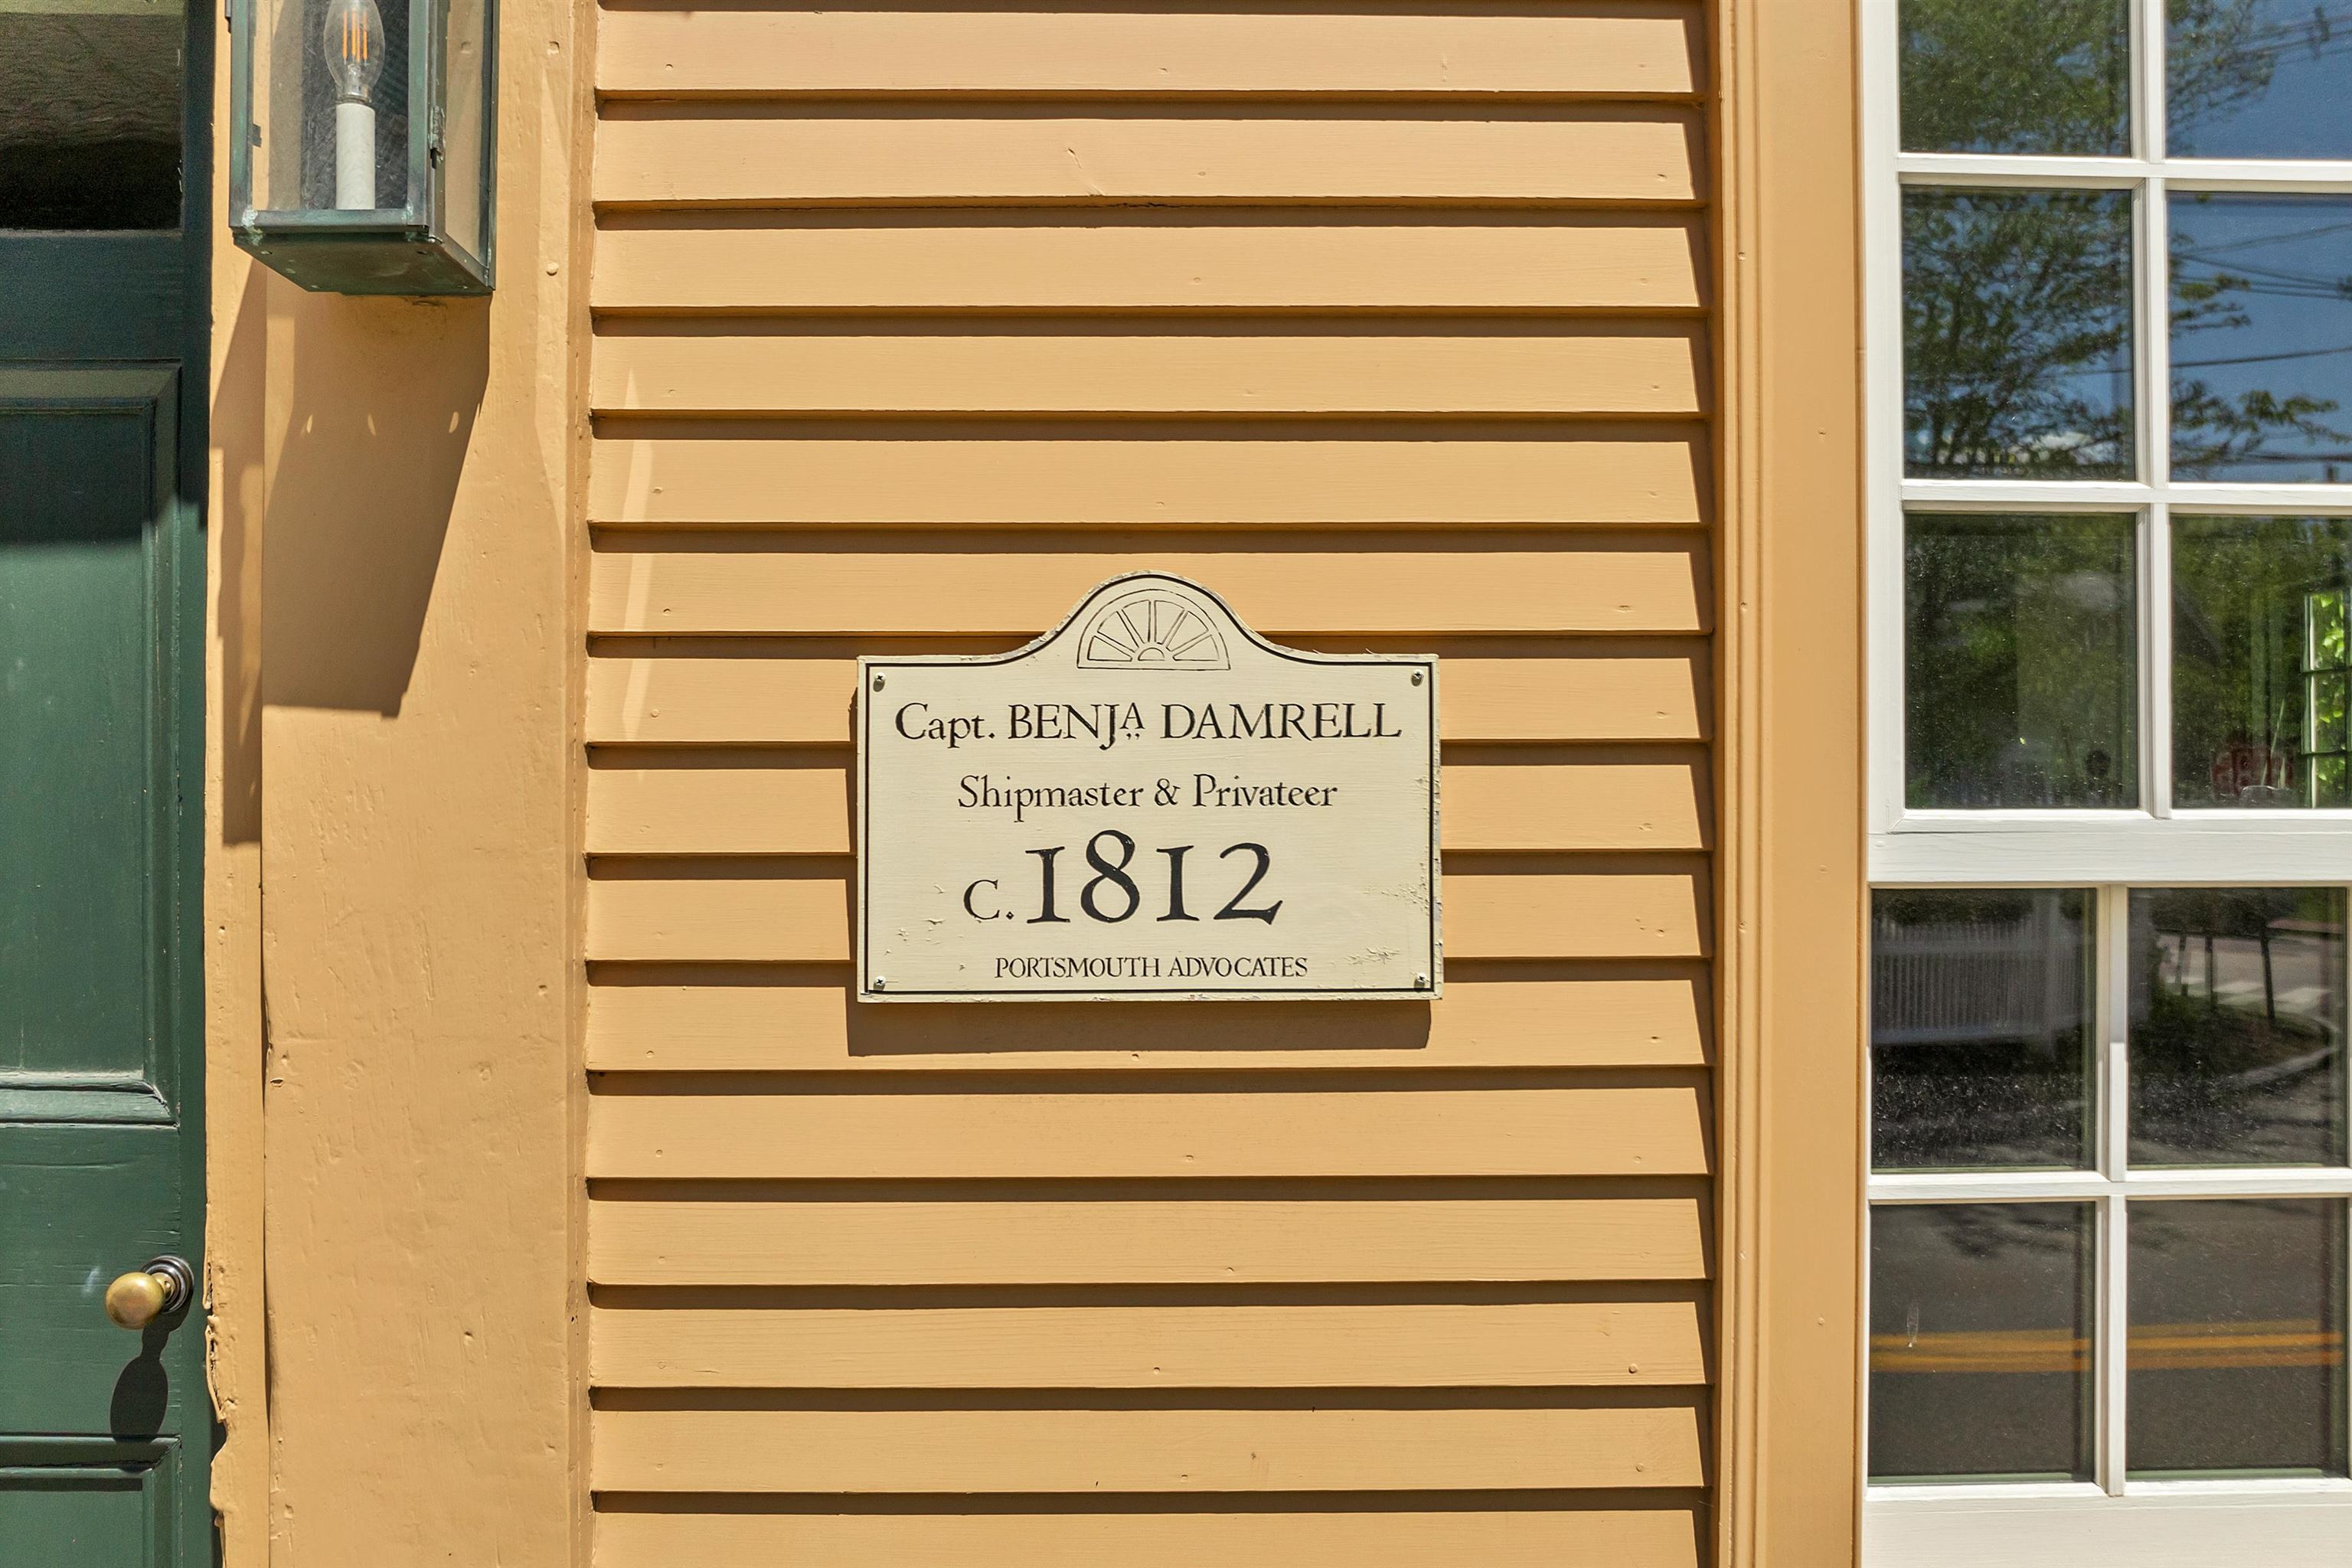 Capt. BENJA DAMRELL
Shipmaster & Privateer
C. 1812
PORTSMOUTH ADVOCATES